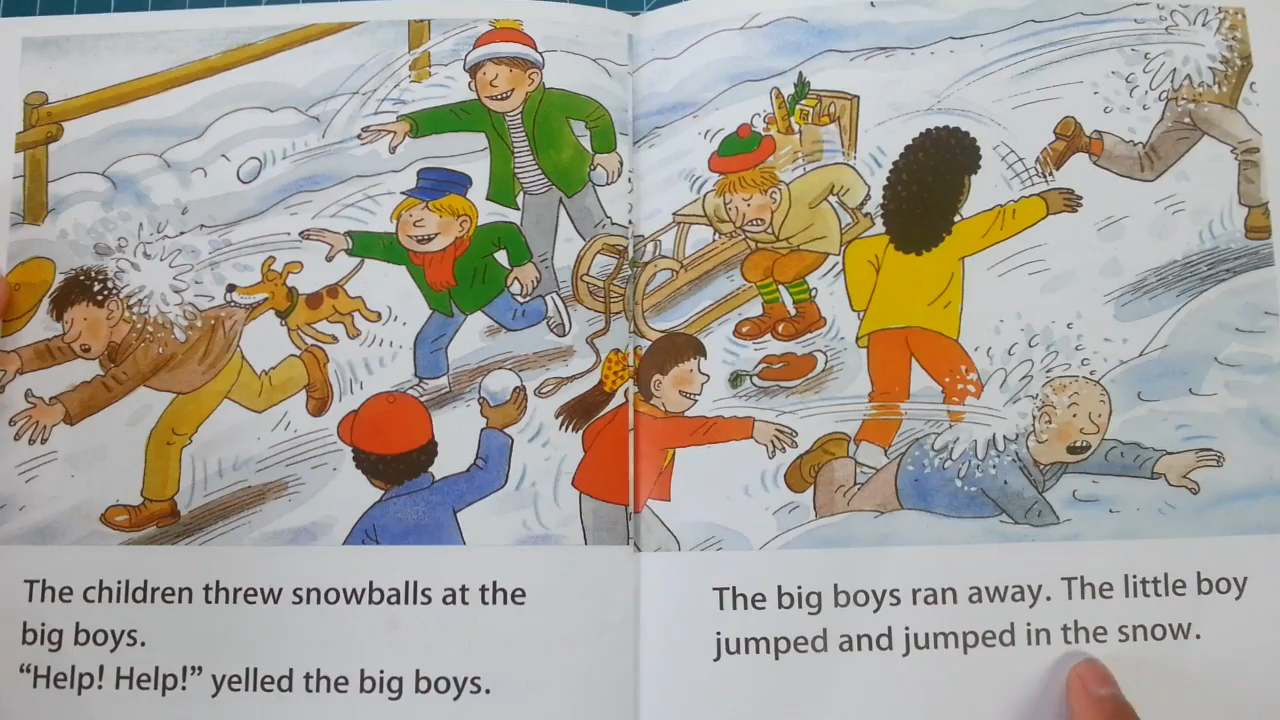 The children threw snowballs at the
big boys.
“Help! Help!” yelled the big boys.
The big boys ran away. The little boy
jumped and jumped in the snow.